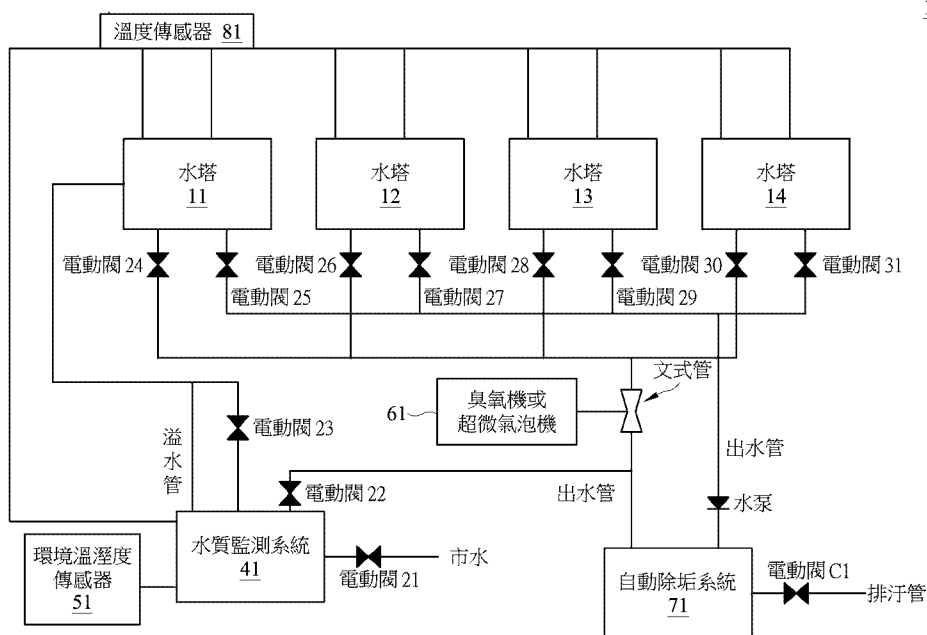 溫度傳感器 81
水塔
11
水塔
12
水塔
13
水塔
14
電動閥 24
電動閥 26
電動閥 28
電動閥 30
電動閥 31
電動閥 25
電動閥 27
電動閥 29
文式管
61
臭氧機或
超微氣泡機
電動閥 23
溢水管
出水管
電動閥 22
出水管
水泵
環境溫溼度
傳感器
51
水質監測系統
41
電動閥 21
市水
自動除垢系統
71
電動閥 C1
排汙管